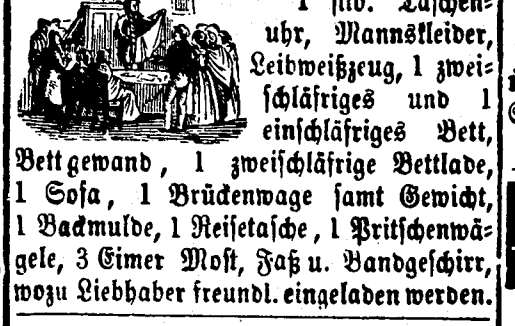 1 silb. Taschen-
uhr, Mannskleider,
Leibweißzeug, 1 zwei-
schläfriges und 1
einschläfriges Bett,
Bettgewand, 1 zweischläfrige Bettlade,
1 Sofa, 1 Brückenwage samt Gewicht,
1 Backmulde, 1 Reisetasche, 1 Pritschenwä-
gele, 3 Eimer Most, Faß u. Bandgeschirr,
wozu Liebhaber freundl. eingeladen werden.